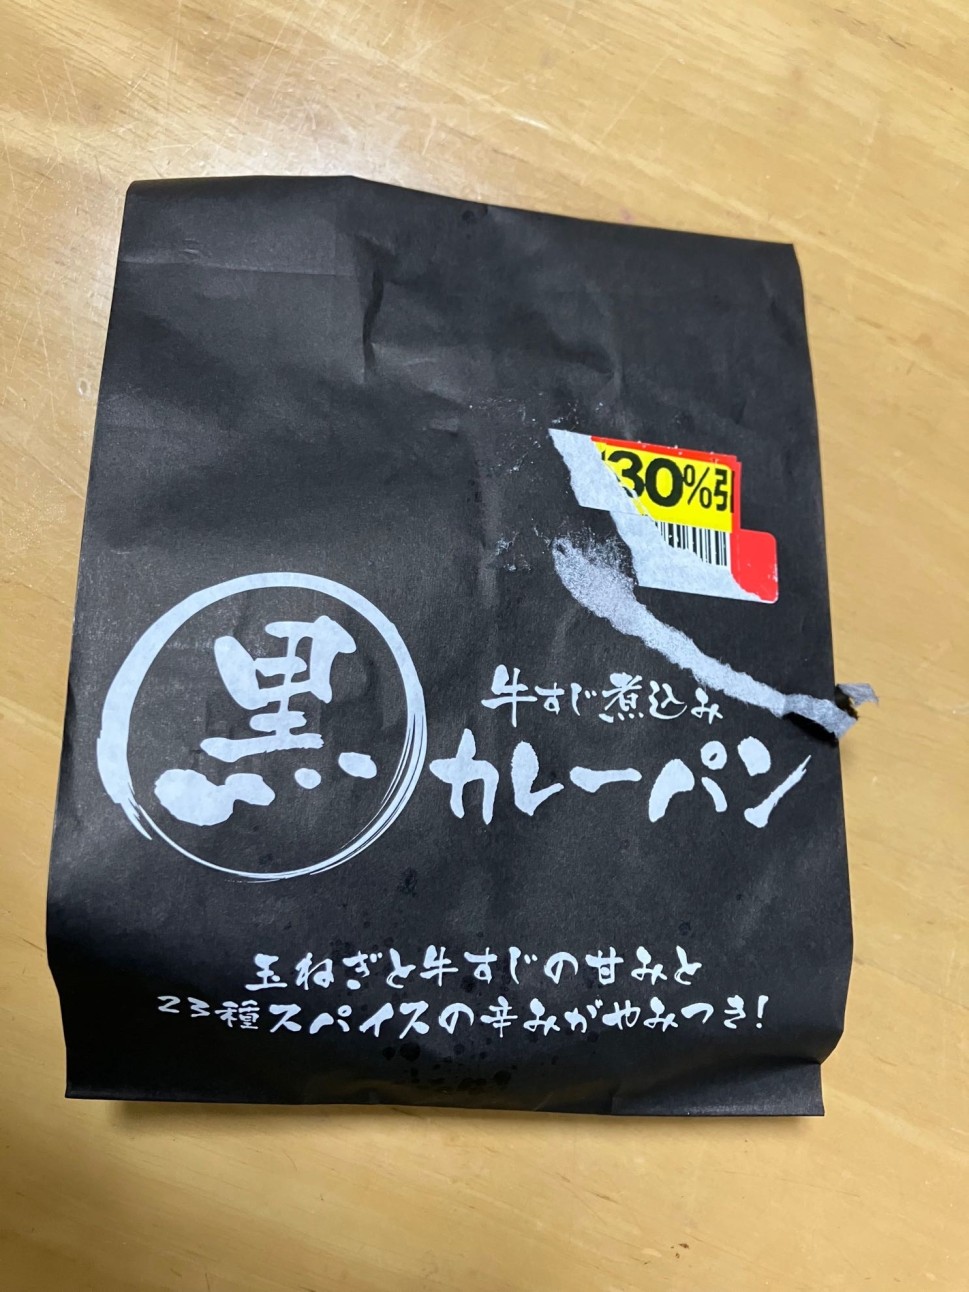 30%引
黒
牛すじ煮込み
カレーパン
玉ねぎと牛すじの甘みと
23種スパイスの辛みがやみつき!